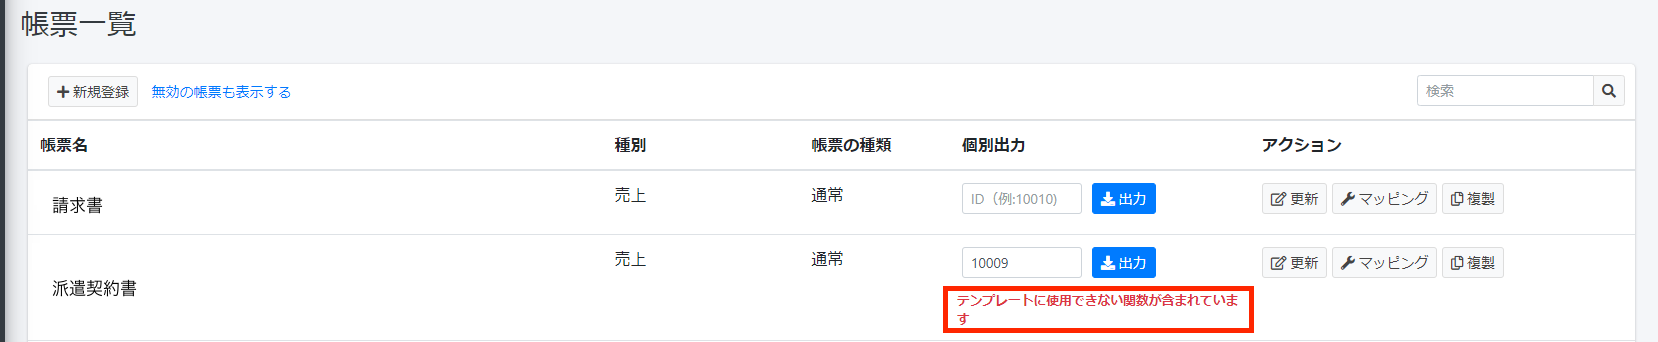 帳票一覧
新規登録 無効の帳票も表示する 検索
帳票名 種別 帳票の種類 個別出力 アクション
請求書 売上 通常 ID（例:10010) 出力 更新 マッピング 複製
派遣契約書 売上 通常 10009 出力 更新 マッピング 複製
テンプレートに使用できない関数が含まれていま
す